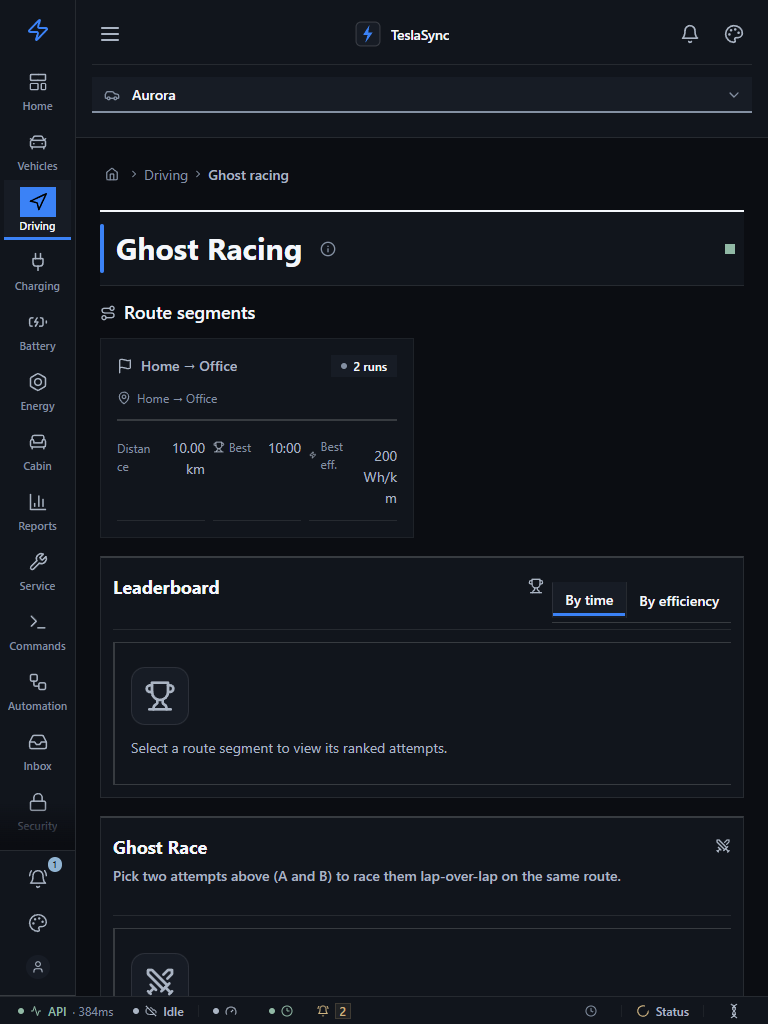 TeslaSync
Aurora
Home
Vehicles
Driving
Charging
Battery
Energy
Cabin
Reports
Service
Commands
Automation
Inbox
Security
1
Driving
Ghost racing
Ghost Racing
Route segments
Home → Office
2 runs
Home → Office
Distan
ce
10.00
km
Best
10:00
Best
eff.
200
Wh/k
m
Leaderboard
By time
By efficiency
Select a route segment to view its ranked attempts.
Ghost Race
Pick two attempts above (A and B) to race them lap-over-lap on the same route.
API · 384ms
Idle
2
Status